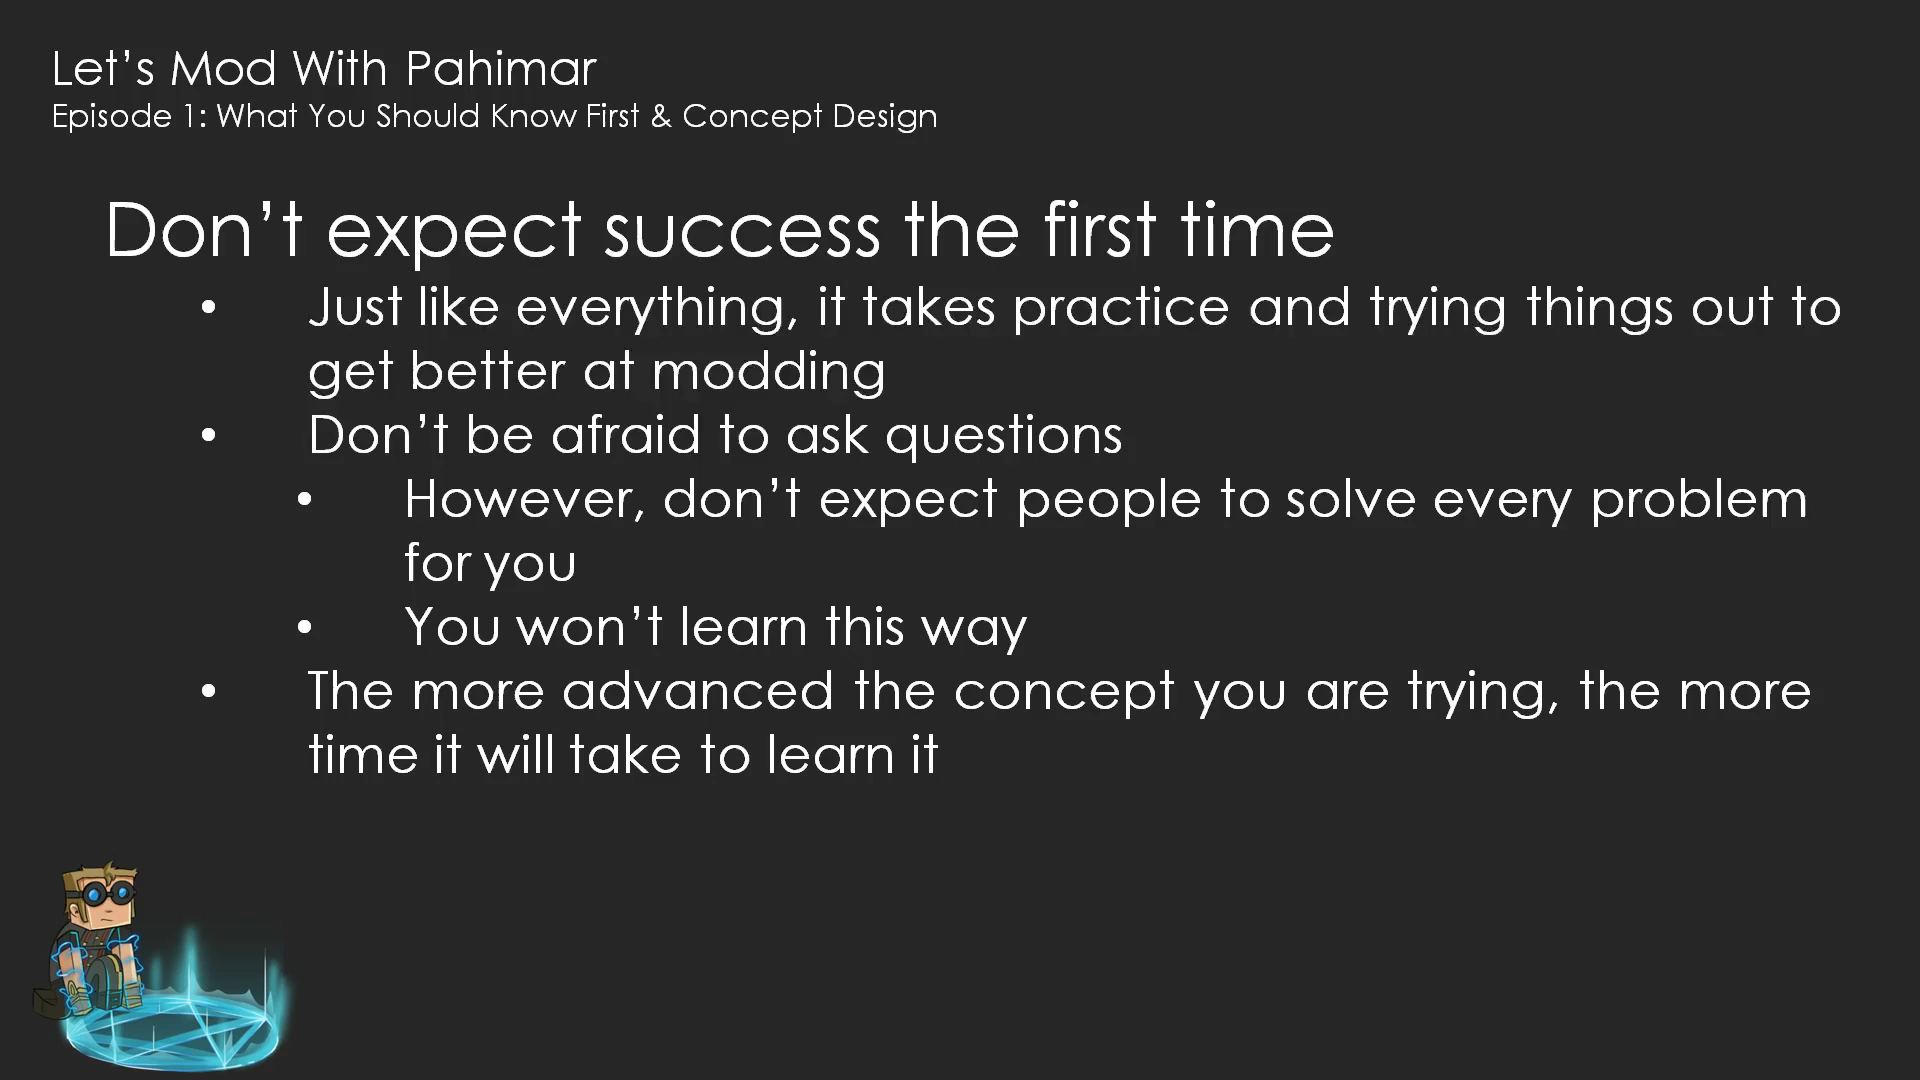 Let’s Mod With Pahimar
Episode 1: What You Should Know First & Concept Design
Don’t expect success the first time
• Just like everything, it takes practice and trying things out to
get better at modding
• Don’t be afraid to ask questions
• However, don’t expect people to solve every problem
for you
• You won’t learn this way
• The more advanced the concept you are trying, the more
time it will take to learn it